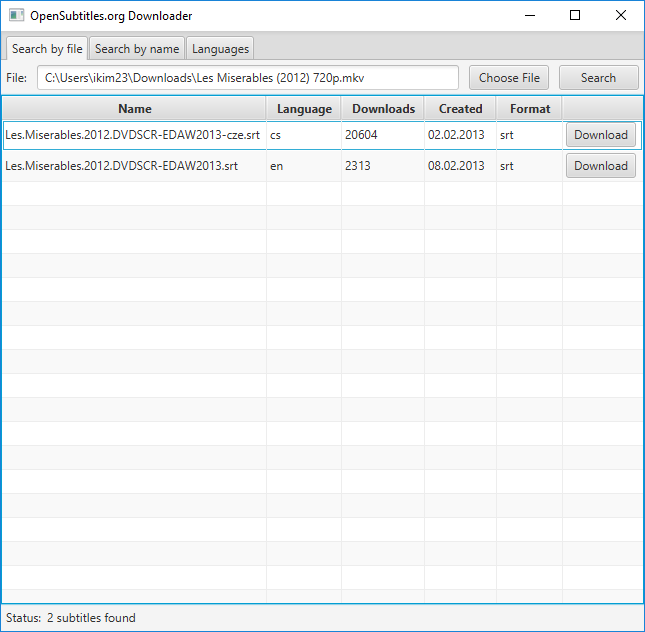 OpenSubtitles.org Downloader
Search by file Search by name Languages
File: C:\Users\ikim23\Downloads\Les Miserables (2012) 720p.mkv Choose File Search
Name Language Downloads Created Format
Les.Miserables.2012.DVDSCR-EDAW2013-cze.srt cs 20604 02.02.2013 srt Download
Les.Miserables.2012.DVDSCR-EDAW2013.srt en 2313 08.02.2013 srt Download
Status: 2 subtitles found